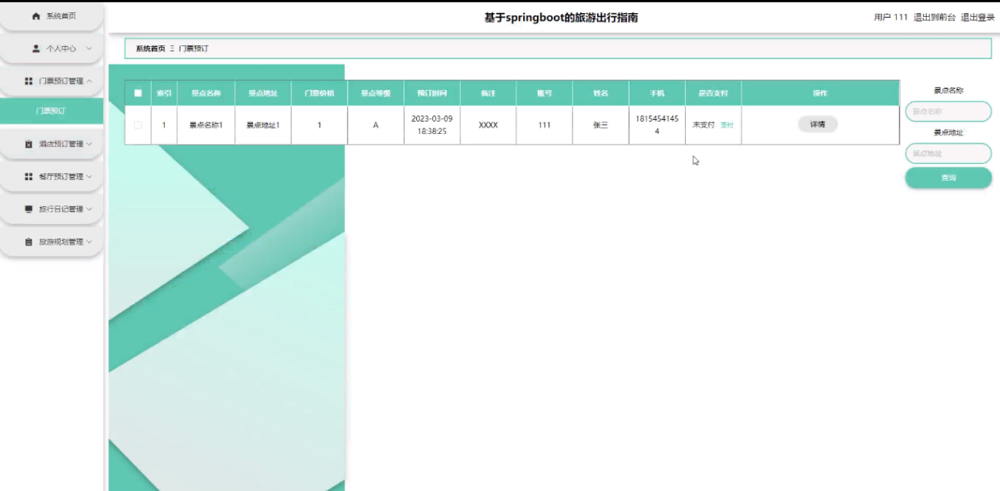 系统首页
基于springboot的旅游出行指南
用户 111 退出到前台 退出登录
个人中心
系统首页 Ξ 门票预订
门票预订管理
门票预订
酒店预订管理
餐厅预订管理
旅行日记管理
旅游规划管理
索引 景点名称 景点地址 门票价格 景点等级 预订时间 备注 账号 姓名 手机 是否支付 操作
1 景点名称1 景点地址1 1 A 2023-03-09 18:38:25 XXXX 111 张三 18154541454 未支付 支付 详情
景点名称
景点名称
景点地址
景点地址
查询